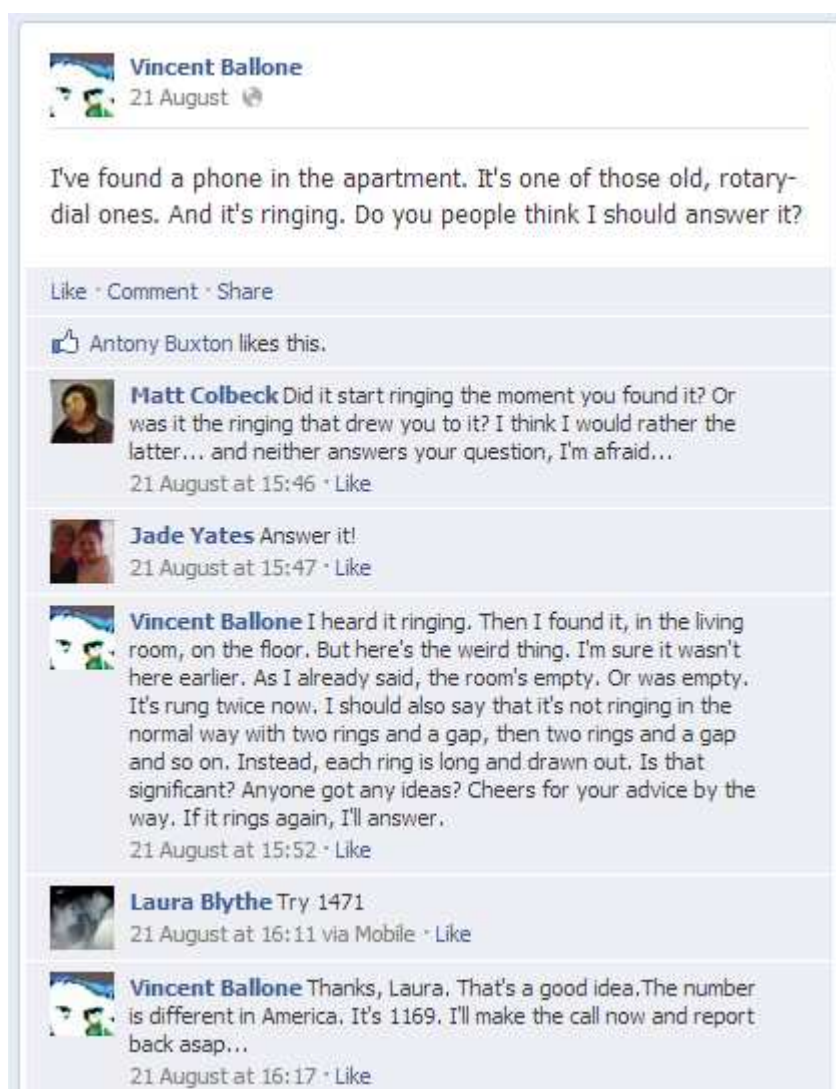 Vincent Ballone
21 August
I've found a phone in the apartment. It's one of those old, rotary-
dial ones. And it's ringing. Do you people think I should answer it?
Like · Comment · Share
Antony Buxton likes this.
Matt Colbeck Did it start ringing the moment you found it? Or
was it the ringing that drew you to it? I think I would rather the
latter... and neither answers your question, I'm afraid...
21 August at 15:46 · Like
Jade Yates Answer it!
21 August at 15:47 · Like
Vincent Ballone I heard it ringing. Then I found it, in the living
room, on the floor. But here's the weird thing. I'm sure it wasn't
here earlier. As I already said, the room's empty. Or was empty.
It's rung twice now. I should also say that it's not ringing in the
normal way with two rings and a gap, then two rings and a gap
and so on. Instead, each ring is long and drawn out. Is that
significant? Anyone got any ideas? Cheers for your advice by the
way. If it rings again, I'll answer.
21 August at 15:52 · Like
Laura Blythe Try 1471
21 August at 16:11 via Mobile · Like
Vincent Ballone Thanks, Laura. That's a good idea.The number
is different in America. It's 1169. I'll make the call now and report
back asap...
21 August at 16:17 · Like